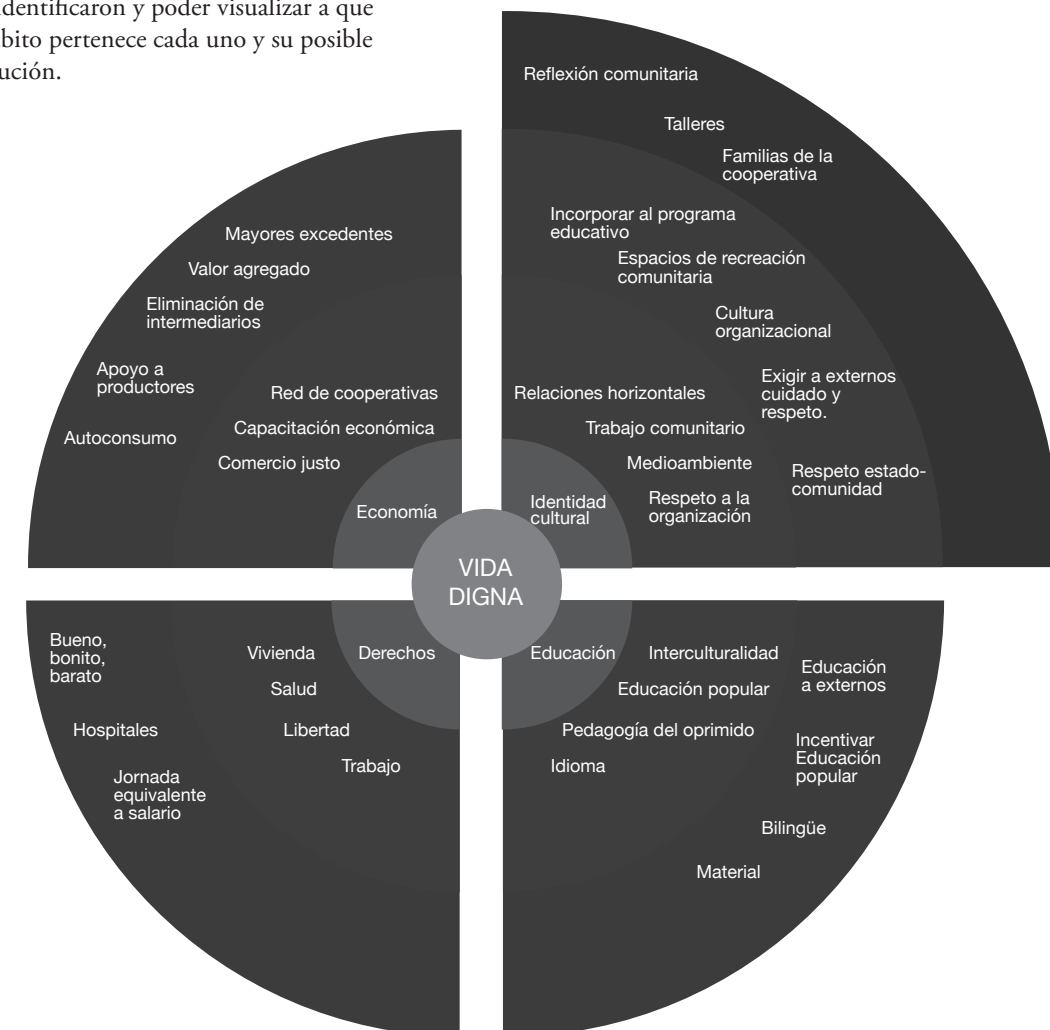 identificaron y poder visualizar a que
bito pertenece cada uno y su posible
ución.
Reflexión comunitaria
Talleres
Familias de la
cooperativa
Incorporar al programa
educativo
Espacios de recreación
comunitaria
Cultura
organizacional
Exigir a externos
cuidado y
respeto.
Respeto estado-
comunidad
Relaciones horizontales
Trabajo comunitario
Medioambiente
Respeto a la
organización
Identidad
cultural
Mayores excedentes
Valor agregado
Eliminación de
intermediarios
Apoyo a
productores
Autoconsumo
Red de cooperativas
Capacitación económica
Comercio justo
Economía
VIDA
DIGNA
Bueno,
bonito,
barato
Hospitales
Jornada
equivalente
a salario
Vivienda
Salud
Libertad
Trabajo
Derechos
Educación
Interculturalidad
Educación popular
Pedagogía del oprimido
Idioma
Educación
a externos
Incentivar
Educación
popular
Bilingüe
Material